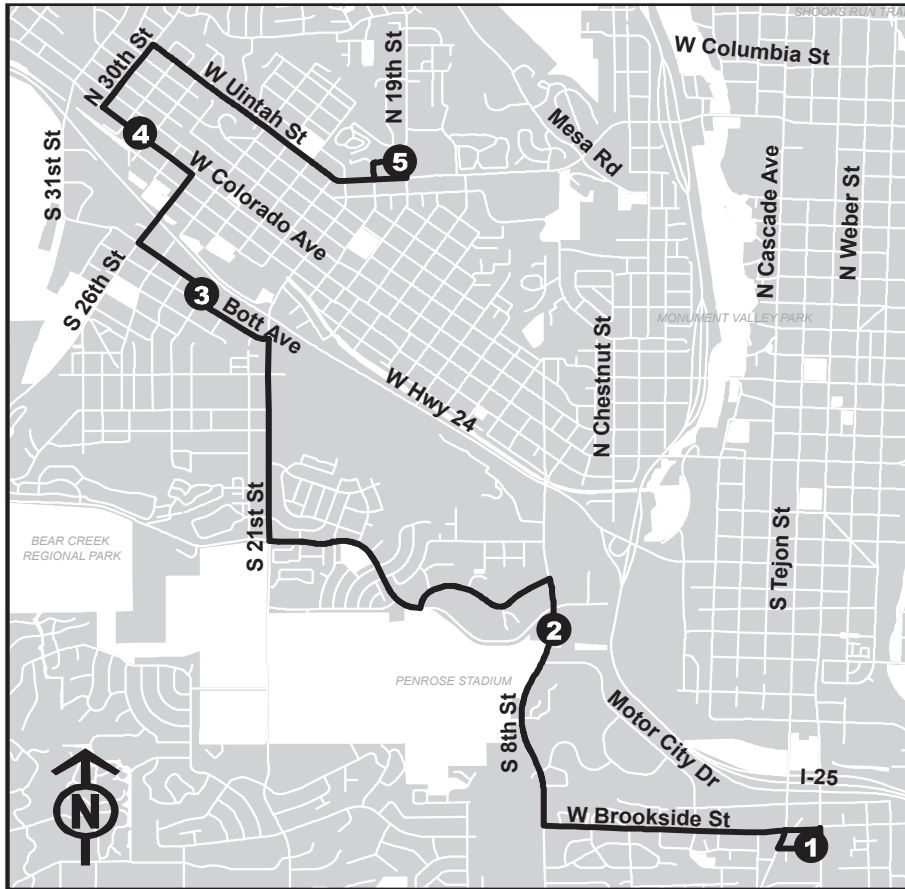 SHOOKS RUN TRA
W Columbia St
N 30th St
W Uintah St
N 19th St
Mesa Rd
4
5
S 31st St
W Colorado Ave
N Cascade Ave
N Weber St
S 26th St
3
Bott Ave
MONUMENT VALLEY PARK
W Hwy 24
N Chestnut St
S 21st St
BEAR CREEK
REGIONAL PARK
S Tejon St
2
PENROSE STADIUM
S 8th St
Motor City Dr
I-25
N
W Brookside St
1